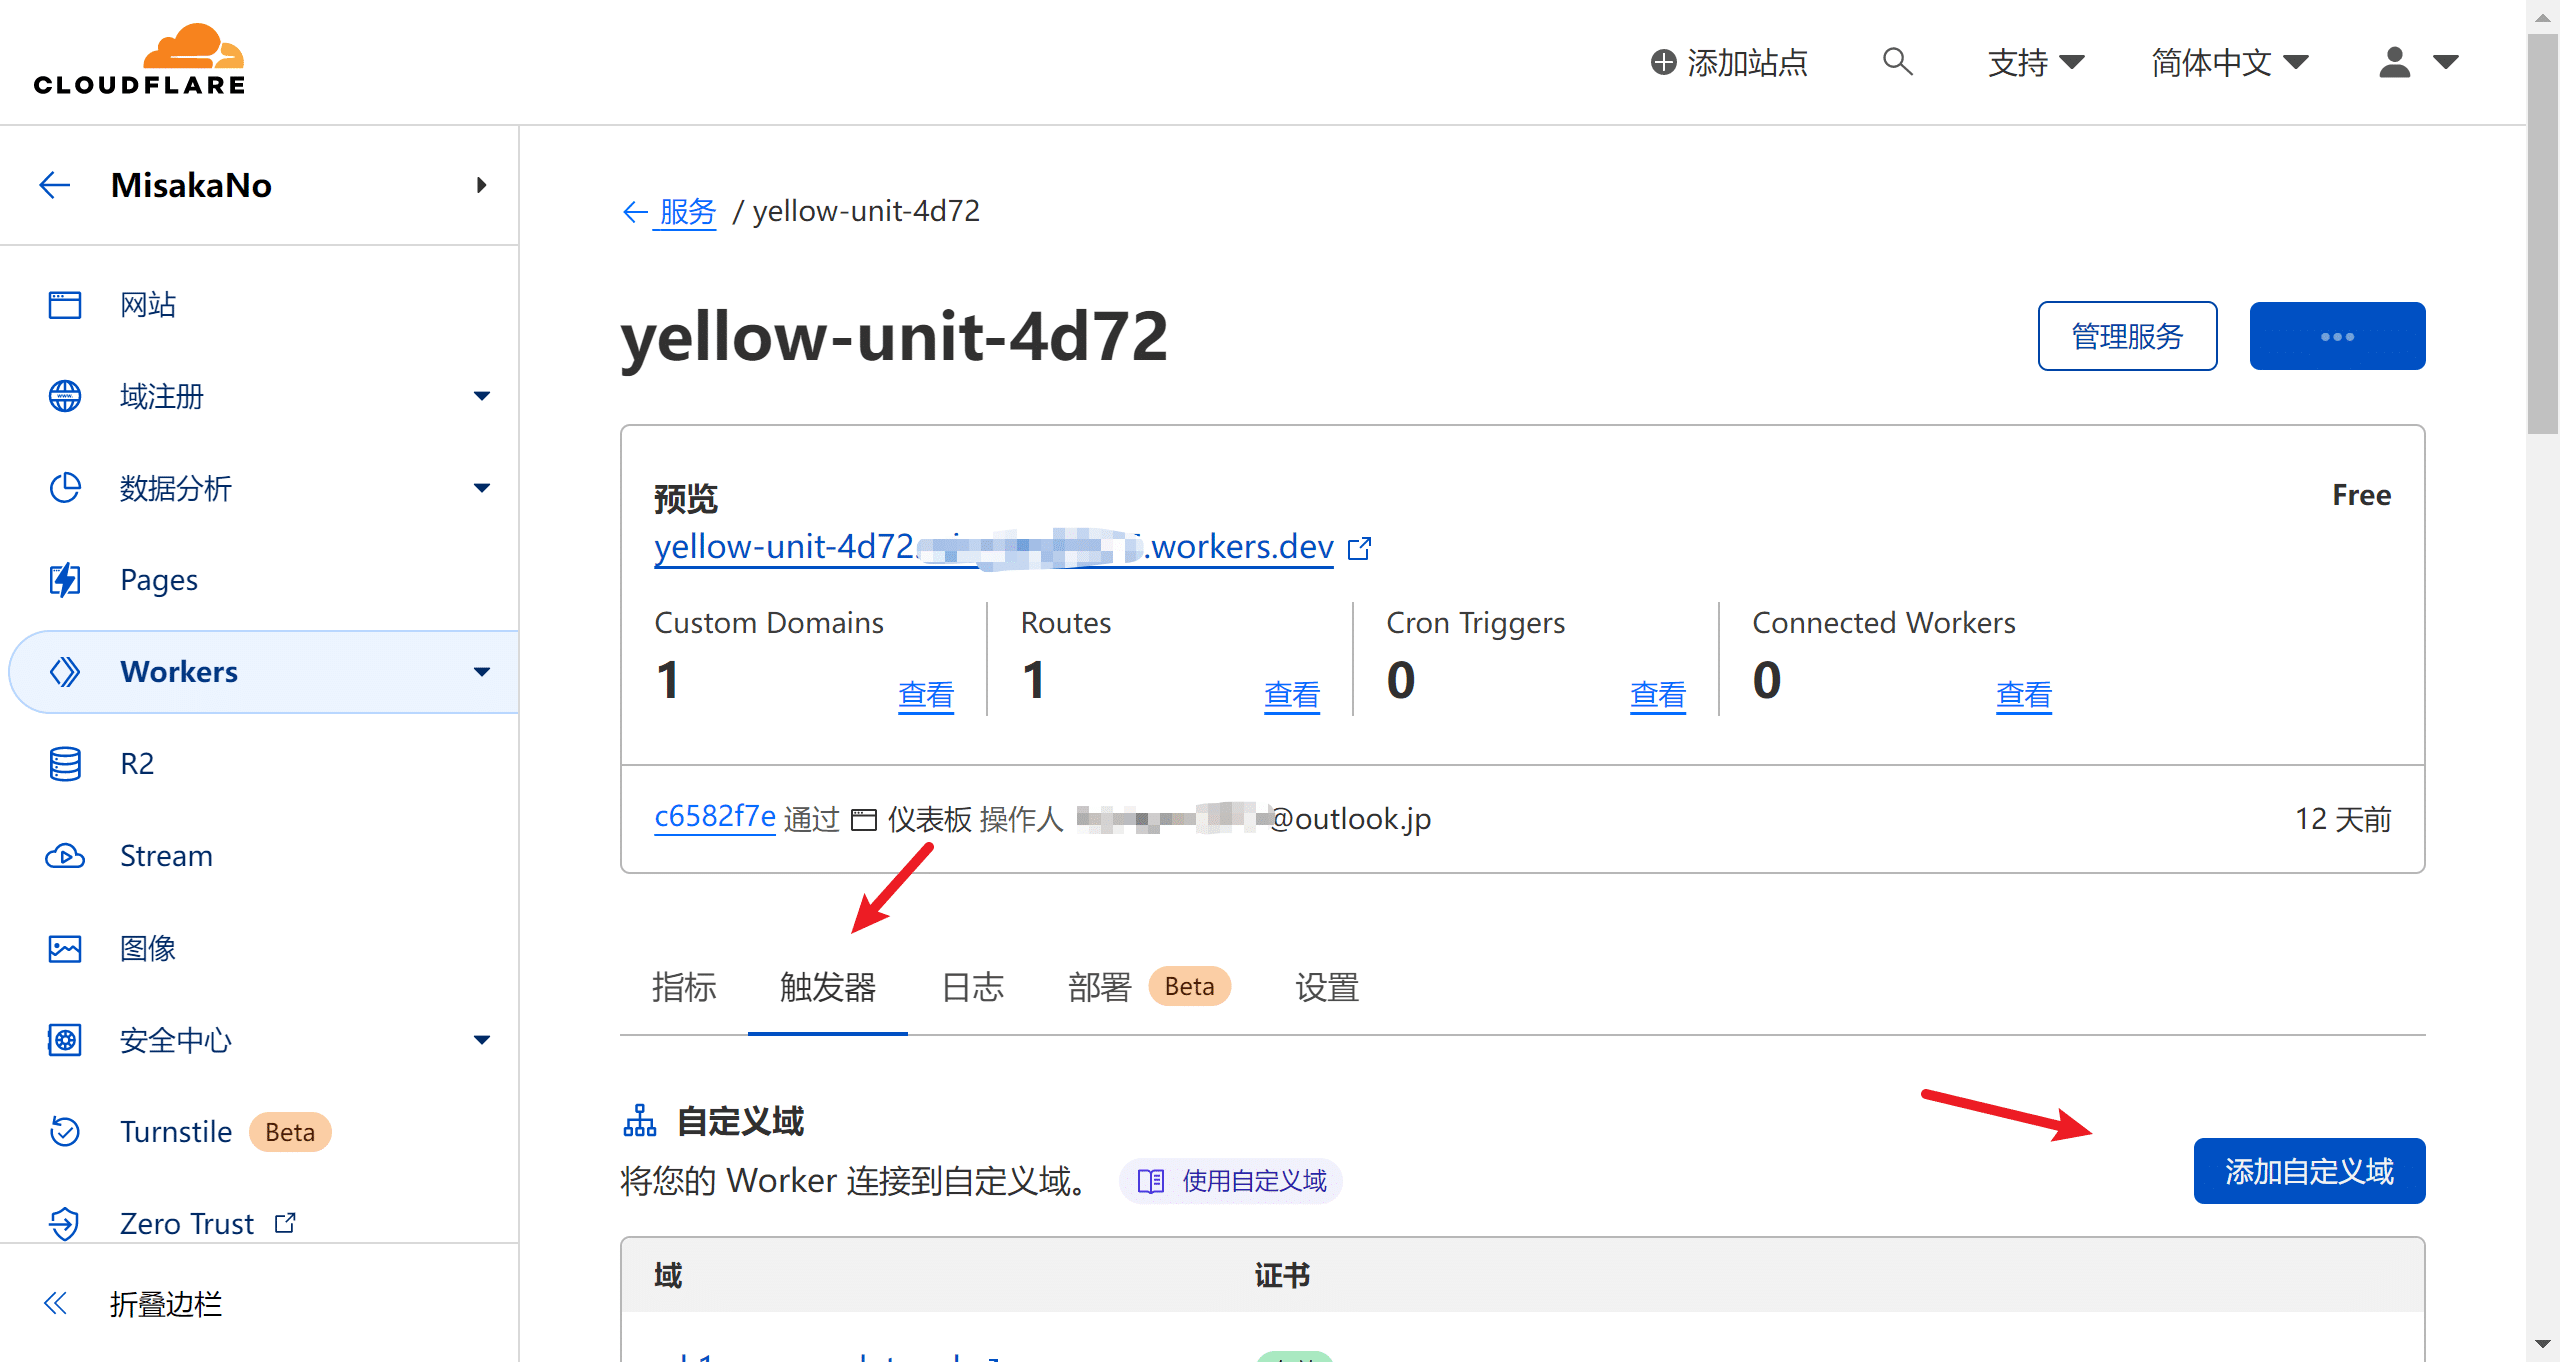 CLOUDFLARE
添加站点
支持
简体中文
MisakaNo
网站
域注册
数据分析
Pages
Workers
R2
Stream
图像
安全中心
Turnstile Beta
Zero Trust
折叠边栏
服务 / yellow-unit-4d72
yellow-unit-4d72
管理服务
预览
Free
yellow-unit-4d72. .workers.dev
Custom Domains
1
查看
Routes
1
查看
Cron Triggers
0
查看
Connected Workers
0
查看
c6582f7e 通过 仪表板 操作人 @outlook.jp
12 天前
指标
触发器
日志
部署 Beta
设置
自定义域
将您的 Worker 连接到自定义域。
使用自定义域
添加自定义域
域
证书